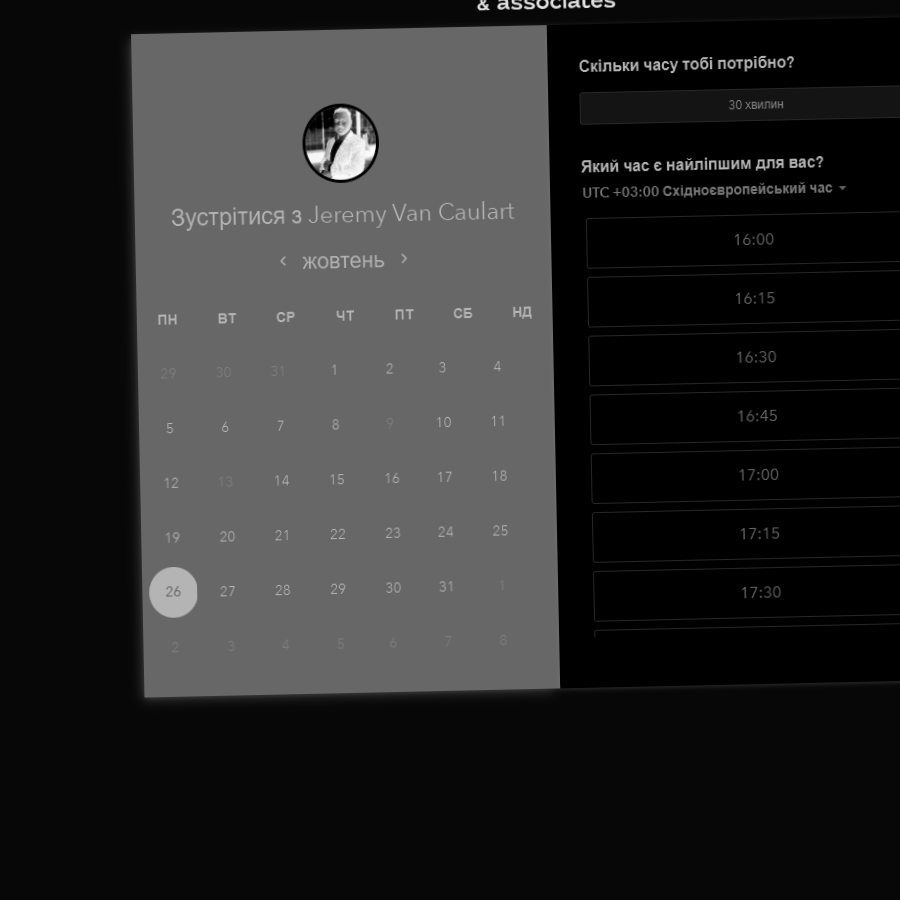 & associates
Зустрітися з Jeremy Van Caulart
жовтень
ПН ВТ СР ЧТ ПТ СБ НД
29 30 31 1 2 3 4
5 6 7 8 9 10 11
12 13 14 15 16 17 18
19 20 21 22 23 24 25
26 27 28 29 30 31 1
2 3 4 5 6 7 8
Скільки часу тобі потрібно?
30 хвилин
Який час є найліпшим для вас?
UTC +03:00 Східноєвропейський час
16:00
16:15
16:30
16:45
17:00
17:15
17:30